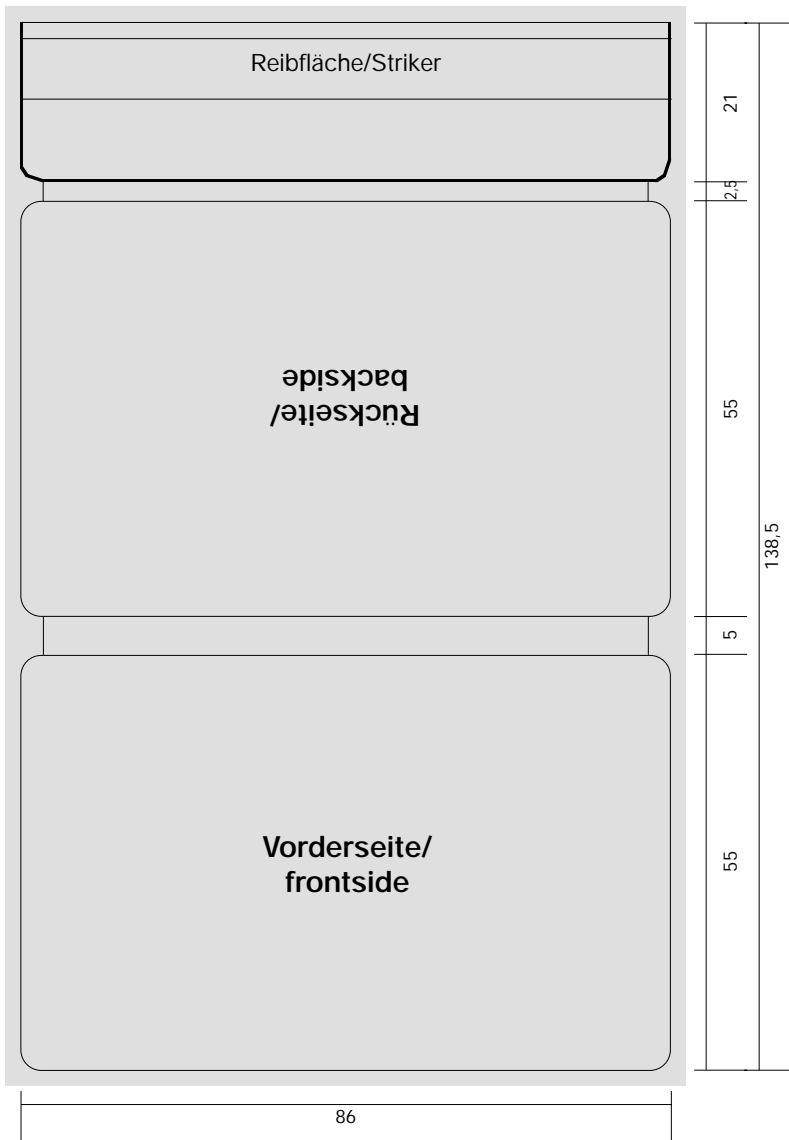 Reibfläche/Striker
21
2,5
Rückseite/
backside
55
138,5
5
Vorderseite/
frontside
55
86